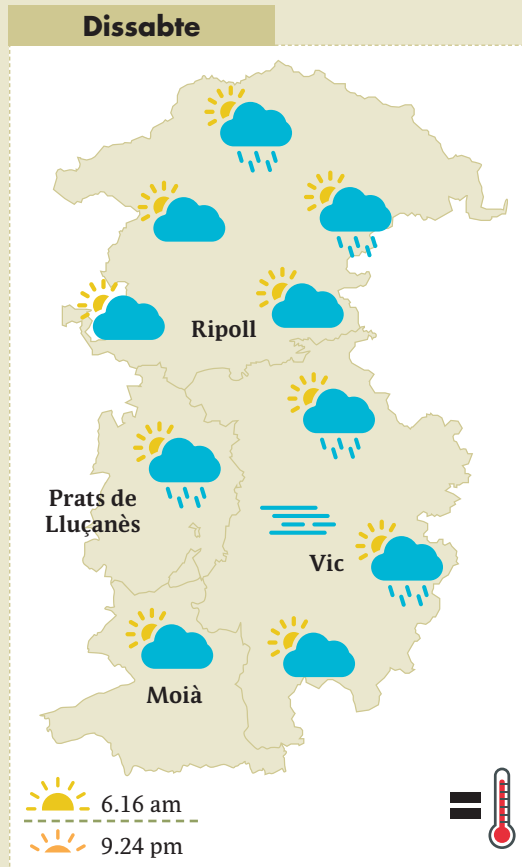 Dissabte
Ripoll
Prats de
Lluçanès
Vic
Moià
6.16 am
9.24 pm